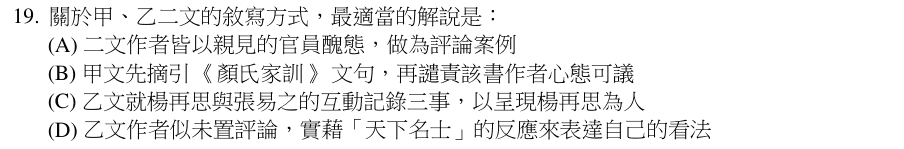 19. 關於甲、乙二文的敘寫方式，最適當的解說是：
(A) 二文作者皆以親見的官員醜態，做為評論案例
(B) 甲文先摘引《顏氏家訓》文句，再譴責該書作者心態可議
(C) 乙文就楊再思與張易之的互動記錄三事，以呈現楊再思為人
(D) 乙文作者似未置評論，實藉「天下名士」的反應來表達自己的看法